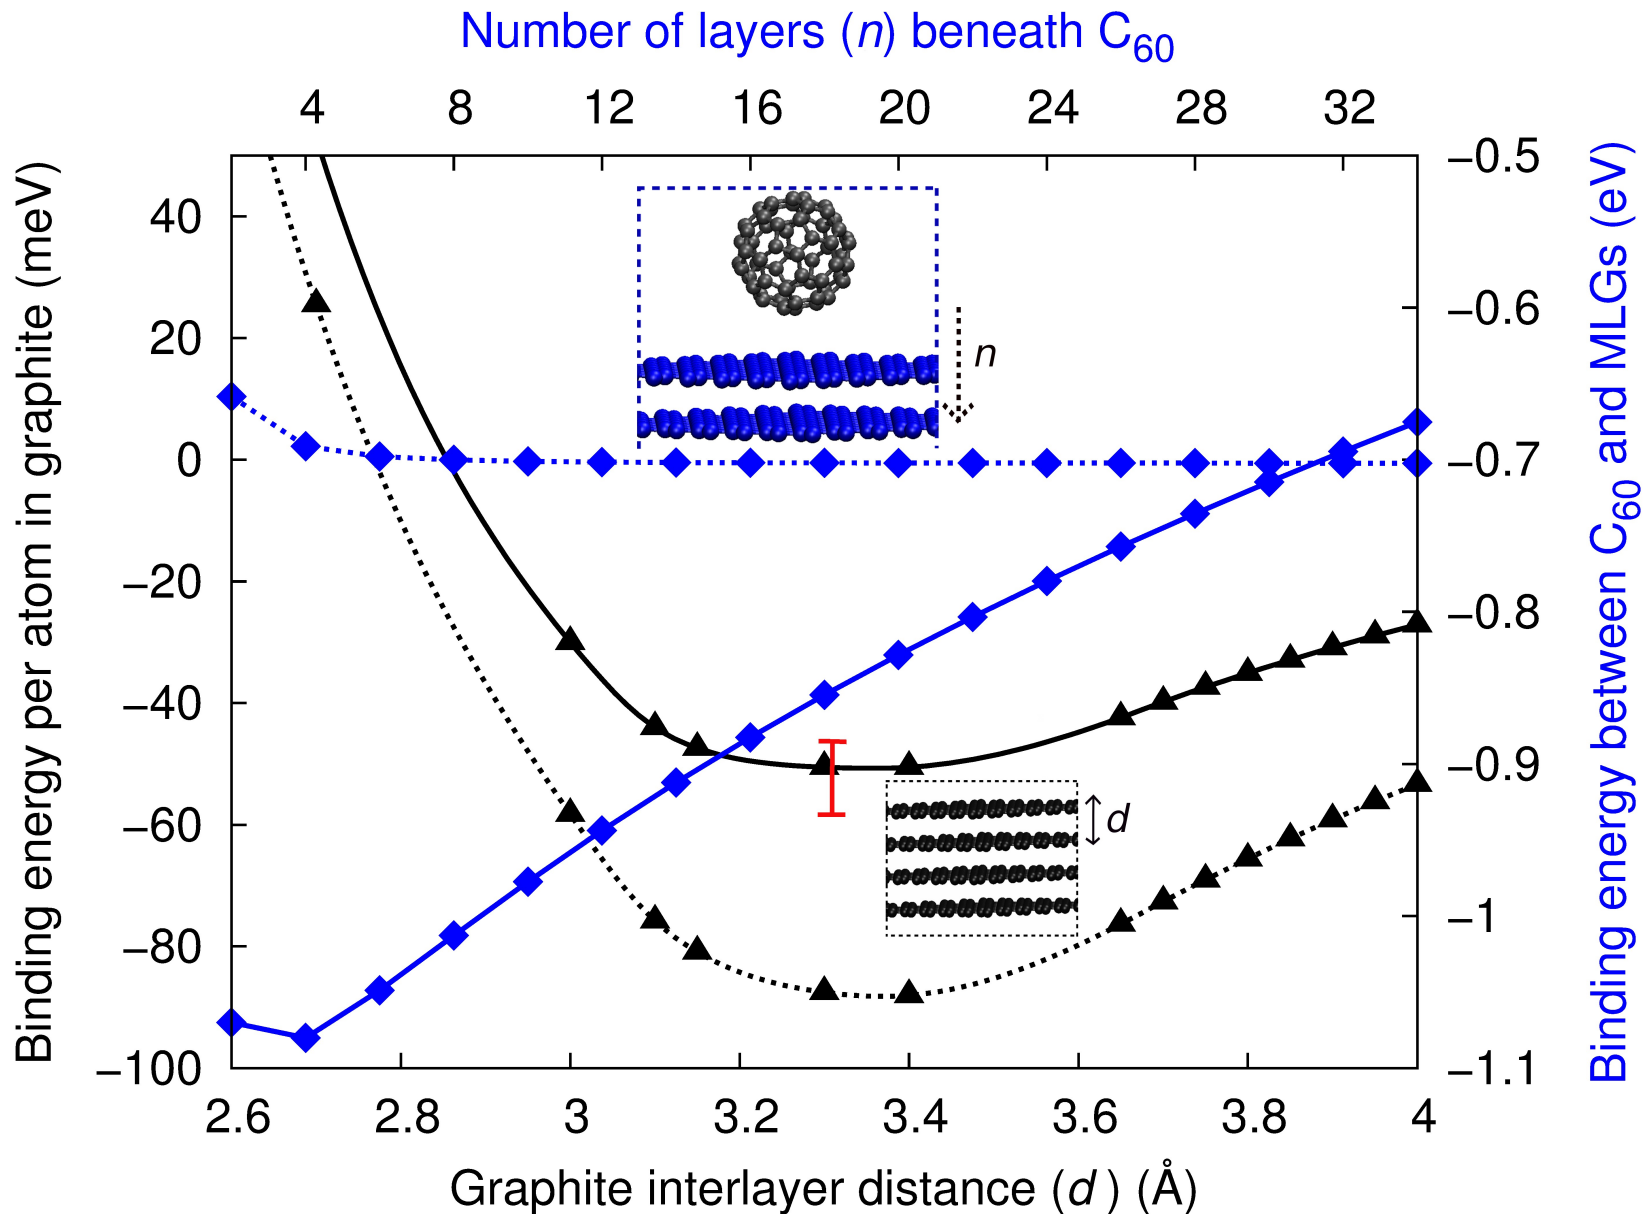 Number of layers (n) beneath C60
4 8 12 16 20 24 28 32
Binding energy per atom in graphite (meV)
40
20
0
−20
−40
−60
−80
−100
−0.5
−0.6
−0.7
−0.8
−0.9
−1
−1.1
Binding energy between C60 and MLGs (eV)
n
d
2.6 2.8 3 3.2 3.4 3.6 3.8 4
Graphite interlayer distance (d ) (Å)